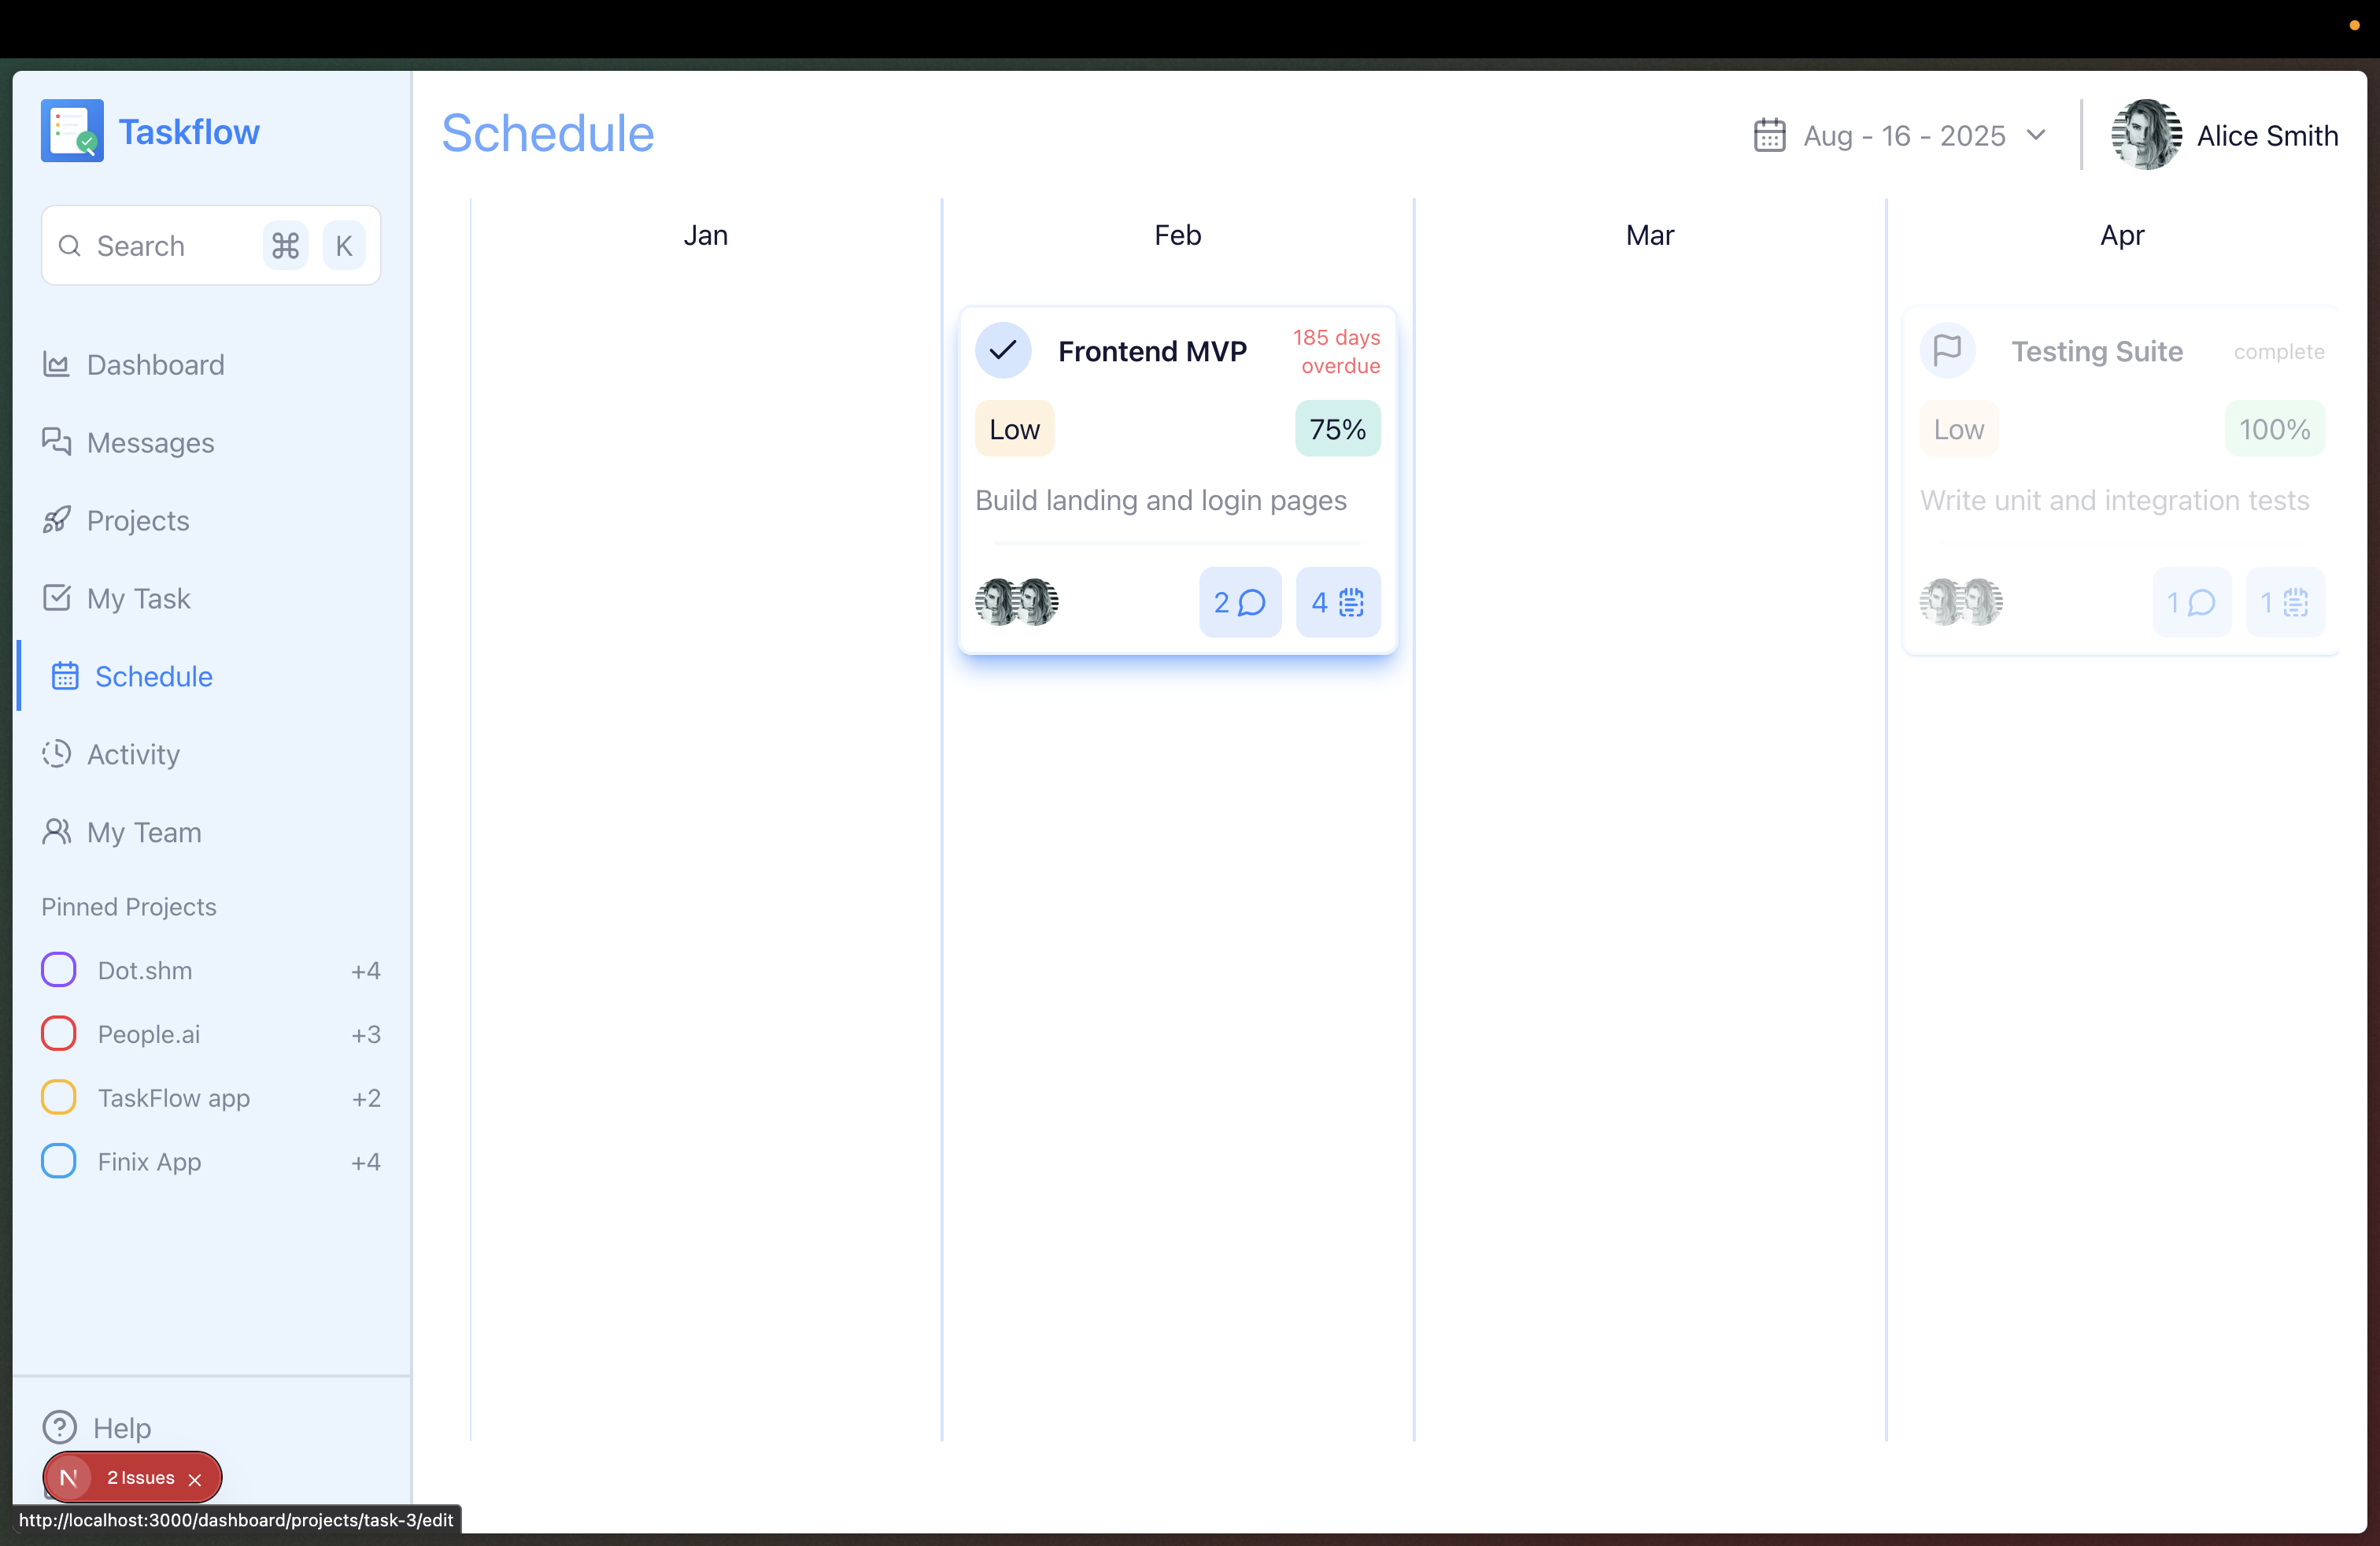 Taskflow
Search ⌘ K
Dashboard
Messages
Projects
My Task
Schedule
Activity
My Team
Pinned Projects
Dot.shm +4
People.ai +3
TaskFlow app +2
Finix App +4
Help
N 2 Issues
http://localhost:3000/dashboard/projects/task-3/edit
Schedule
Aug - 16 - 2025
Alice Smith
Jan
Feb
Mar
Apr
Frontend MVP
185 days
overdue
Low
75%
Build landing and login pages
2
4
Testing Suite
complete
Low
100%
Write unit and integration tests
1
1